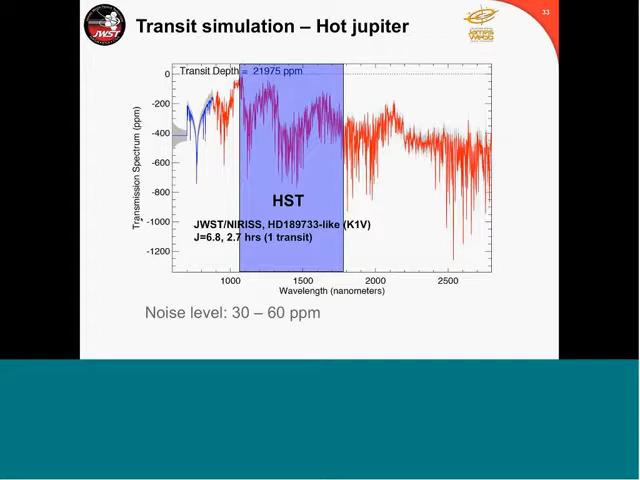 33
JWST
Transit simulation – Hot jupiter
Transit Depth = 21975 ppm
0
-200
-400
-600
-800
-1000
-1200
Transmission Spectrum (ppm)
HST
JWST/NIRISS, HD189733-like (K1V)
J=6.8, 2.7 hrs (1 transit)
1000 1500 2000 2500
Wavelength (nanometers)
Noise level: 30 – 60 ppm